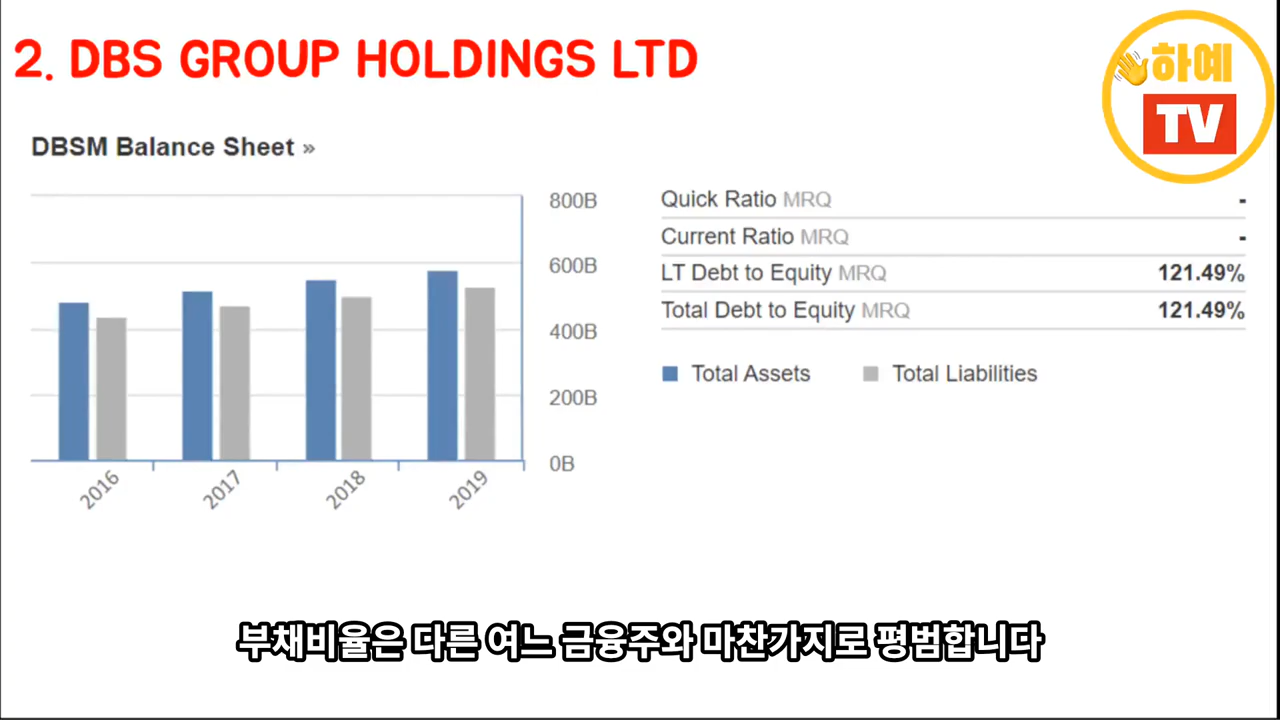 2. DBS GROUP HOLDINGS LTD
하예
TV
DBSM Balance Sheet »
800B
600B
400B
200B
0B
2016
2017
2018
2019
Quick Ratio MRQ -
Current Ratio MRQ -
LT Debt to Equity MRQ 121.49%
Total Debt to Equity MRQ 121.49%
Total Assets
Total Liabilities
부채비율은 다른 여느 금융주와 마찬가지로 평범합니다